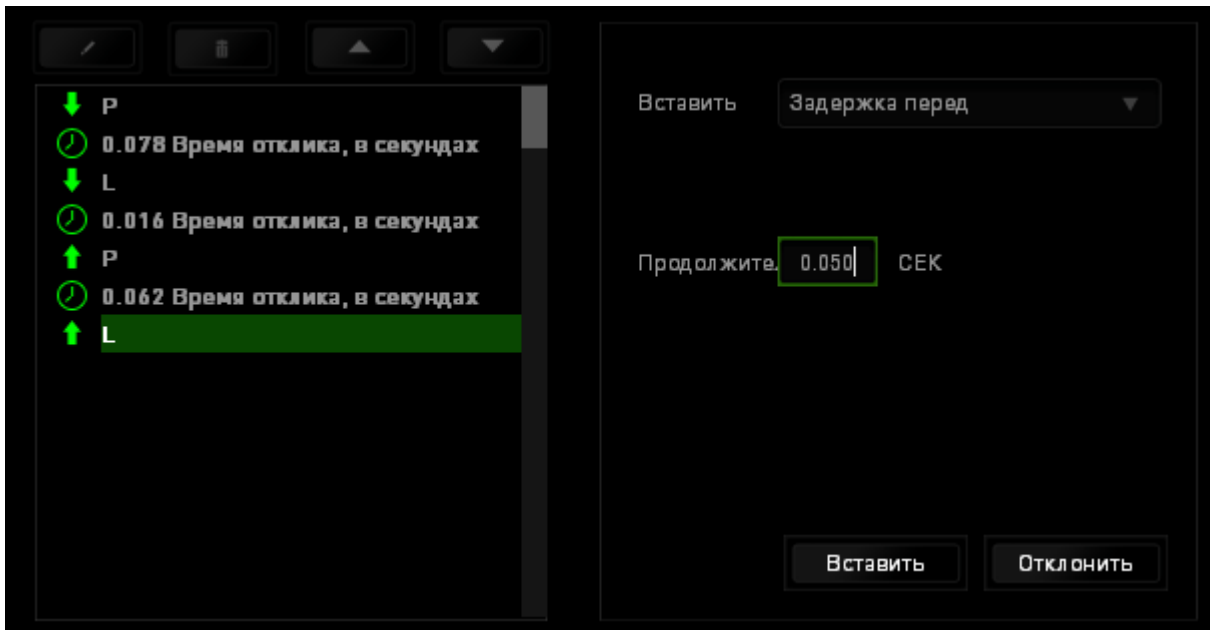 P
0.078 Время отклика, в секундах
L
0.016 Время отклика, в секундах
P
0.062 Время отклика, в секундах
L
Вставить Задержка перед
Продолжите. 0.050 СЕК
Вставить Отклонить